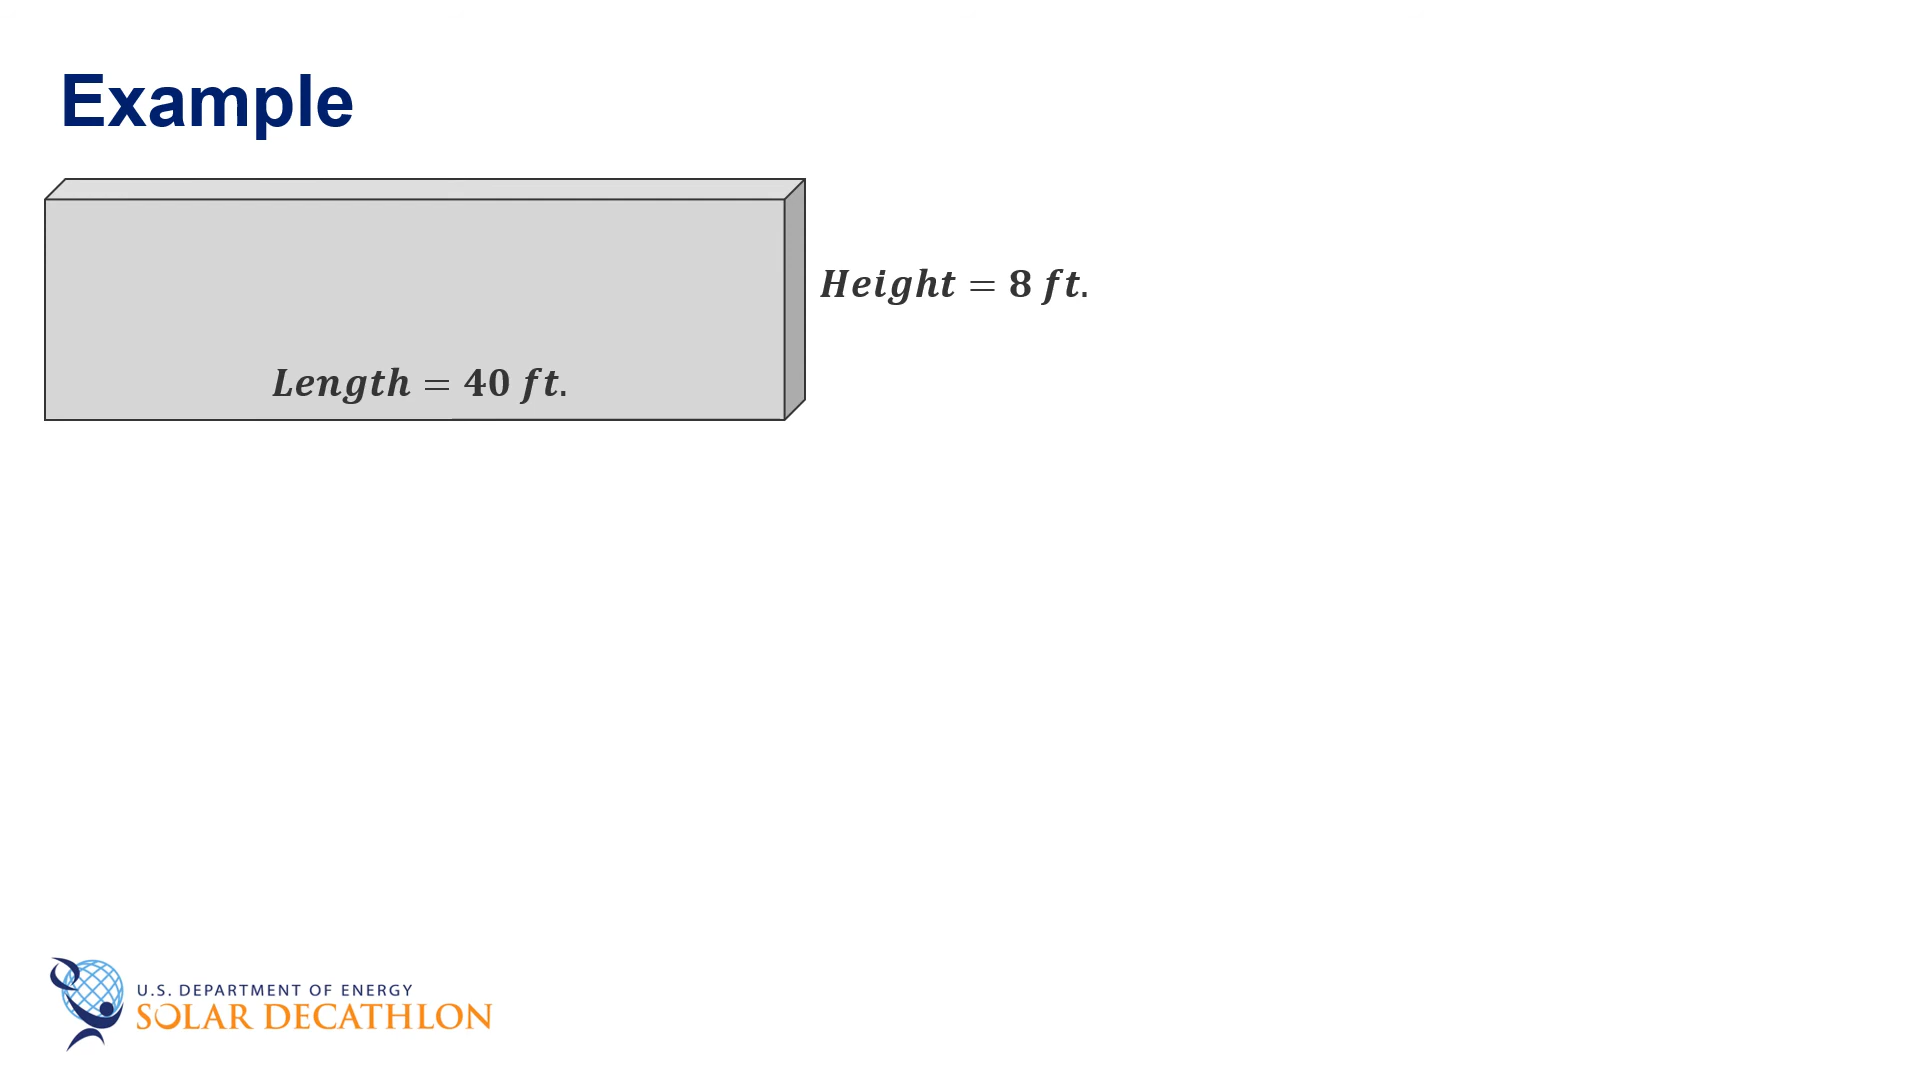 Example
Height = 8 ft.
Length = 40 ft.
U.S. DEPARTMENT OF ENERGY
SOLAR DECATHLON